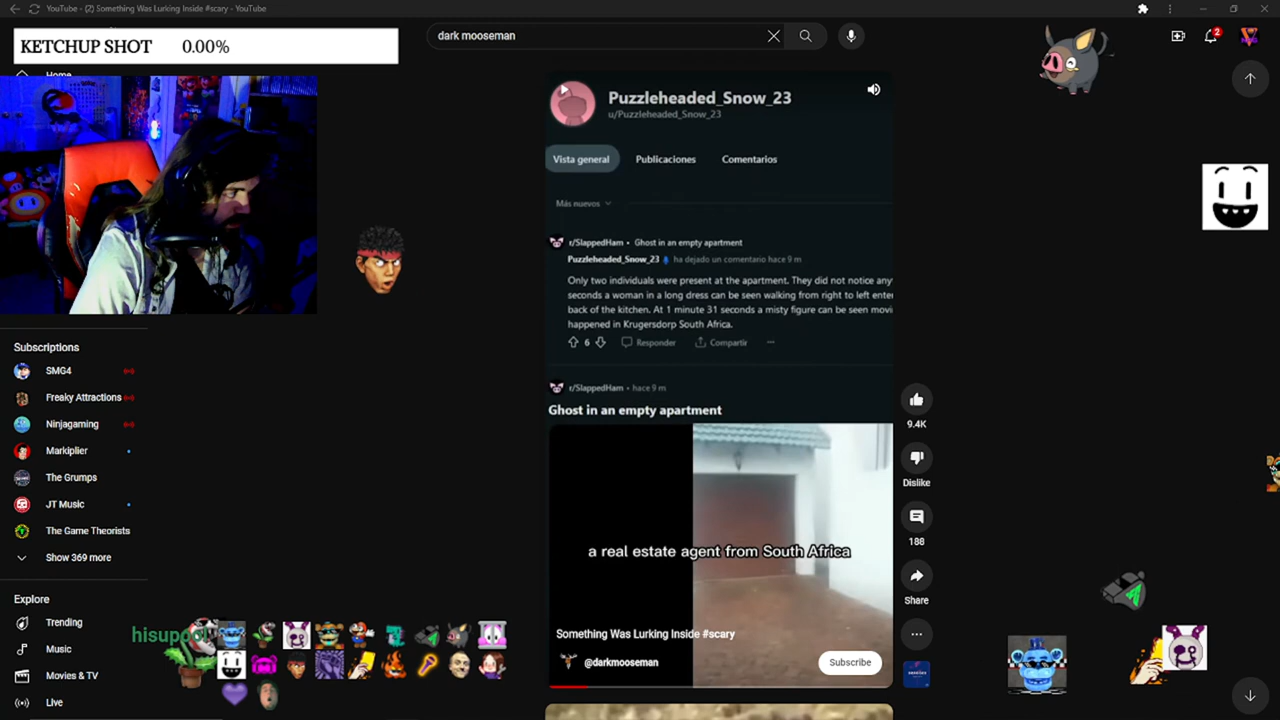 YouTube - (2) Something Was Lurking Inside #scary - YouTube
KETCHUP SHOT 0.00%
dark mooseman
2
Home
Puzzleheaded_Snow_23
u/Puzzleheaded_Snow_23
Vista general Publicaciones Comentarios
Más nuevos
r/SlappedHam • Ghost in an empty apartment
Puzzleheaded_Snow_23 ha dejado un comentario hace 9 m
Only two individuals were present at the apartment. They did not notice any
seconds a woman in a long dress can be seen walking from right to left ente
back of the kitchen. At 1 minute 31 seconds a misty figure can be seen movi
happened in Krugersdorp South Africa.
6 Responder Compartir ...
r/SlappedHam • hace 9 m
Ghost in an empty apartment
a real estate agent from South Africa
Something Was Lurking Inside #scary
@darkmooseman Subscribe
9.4K
Dislike
188
Share
Subscriptions
SMG4
Freaky Attractions
Ninjagaming
Markiplier
The Grumps
JT Music
The Game Theorists
Show 369 more
Explore
Trending
Music
Movies & TV
Live
hisupool